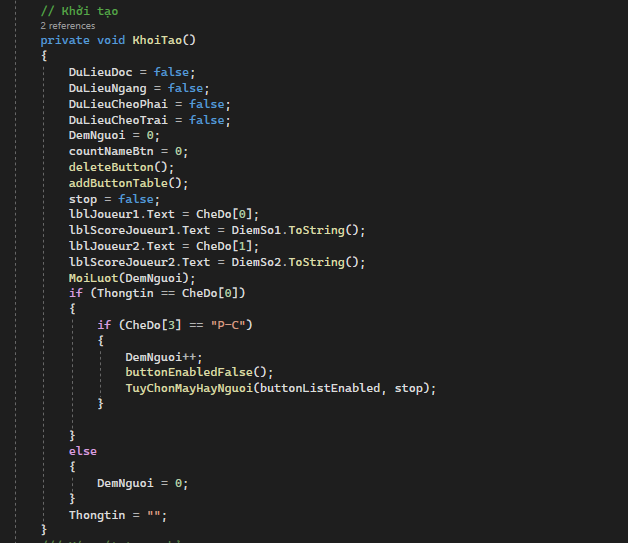 // Khởi tạo
2 references
private void KhoiTao()
{
DuLieuDoc = false;
DuLieuNgang = false;
DuLieuCheoPhai = false;
DuLieuCheoTrai = false;
DemNguoi = 0;
countNameBtn = 0;
deleteButton();
addButtonTable();
stop = false;
lblJoueur1.Text = CheDo[0];
lblScoreJoueur1.Text = DiemSo1.ToString();
lblJoueur2.Text = CheDo[1];
lblScoreJoueur2.Text = DiemSo2.ToString();
MoiLuot(DemNguoi);
if (Thongtin == CheDo[0])
{
if (CheDo[3] == "P-C")
{
DemNguoi++;
buttonEnabledFalse();
TuyChonMayHayNguoi(buttonListEnabled, stop);
}
}
else
{
DemNguoi = 0;
}
Thongtin = "";
}